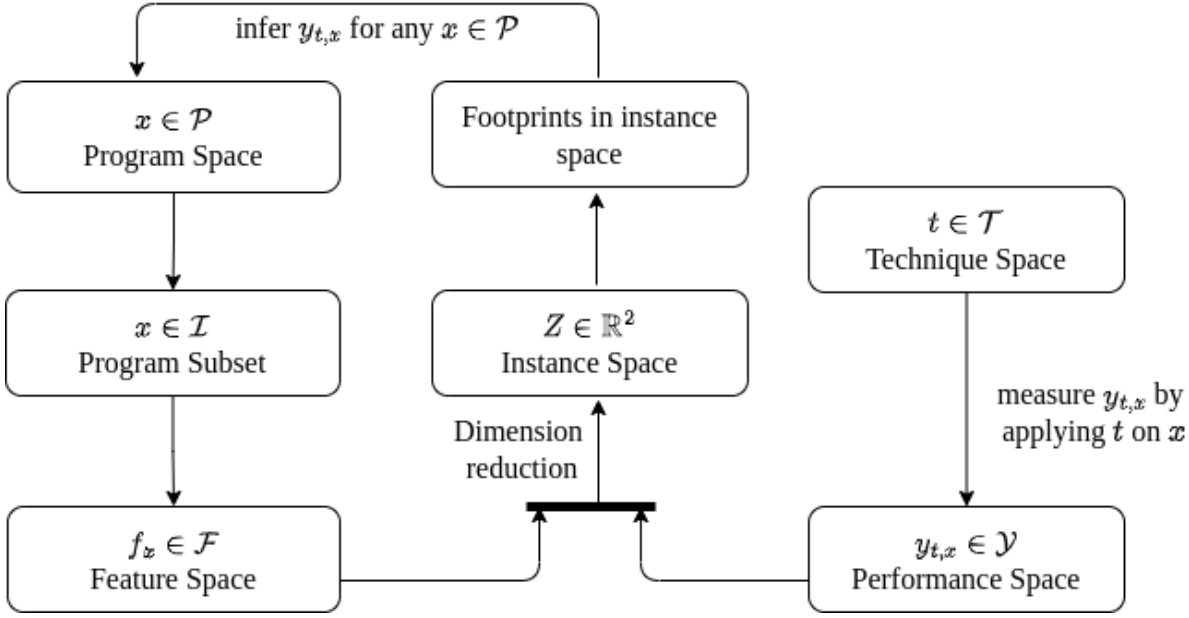 infer $y_{t,x}$ for any $x \in \mathcal{P}$
$x \in \mathcal{P}$
Program Space
Footprints in instance
space
$t \in \mathcal{T}$
Technique Space
$x \in \mathcal{I}$
Program Subset
$Z \in \mathbb{R}^2$
Instance Space
measure $y_{t,x}$ by
applying $t$ on $x$
Dimension
reduction
$f_x \in \mathcal{F}$
Feature Space
$y_{t,x} \in \mathcal{Y}$
Performance Space